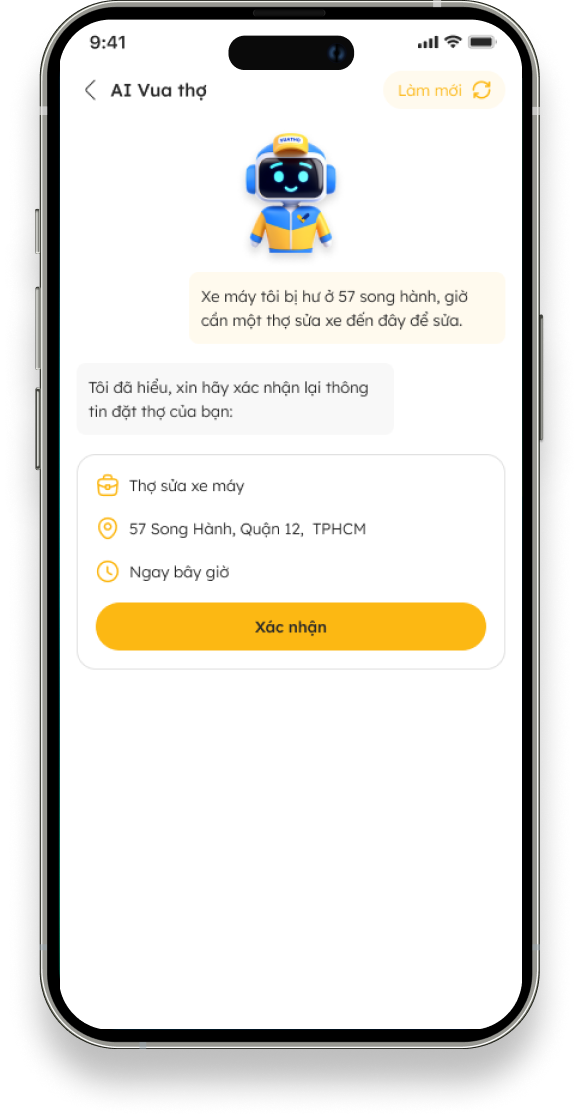 9:41
AI Vua thợ
Làm mới
Xe máy tôi bị hư ở 57 song hành, giờ
cần một thợ sửa xe đến đây để sửa.
Tôi đã hiểu, xin hãy xác nhận lại thông
tin đặt thợ của bạn:
Thợ sửa xe máy
57 Song Hành, Quận 12,  TPHCM
Ngay bây giờ
Xác nhận